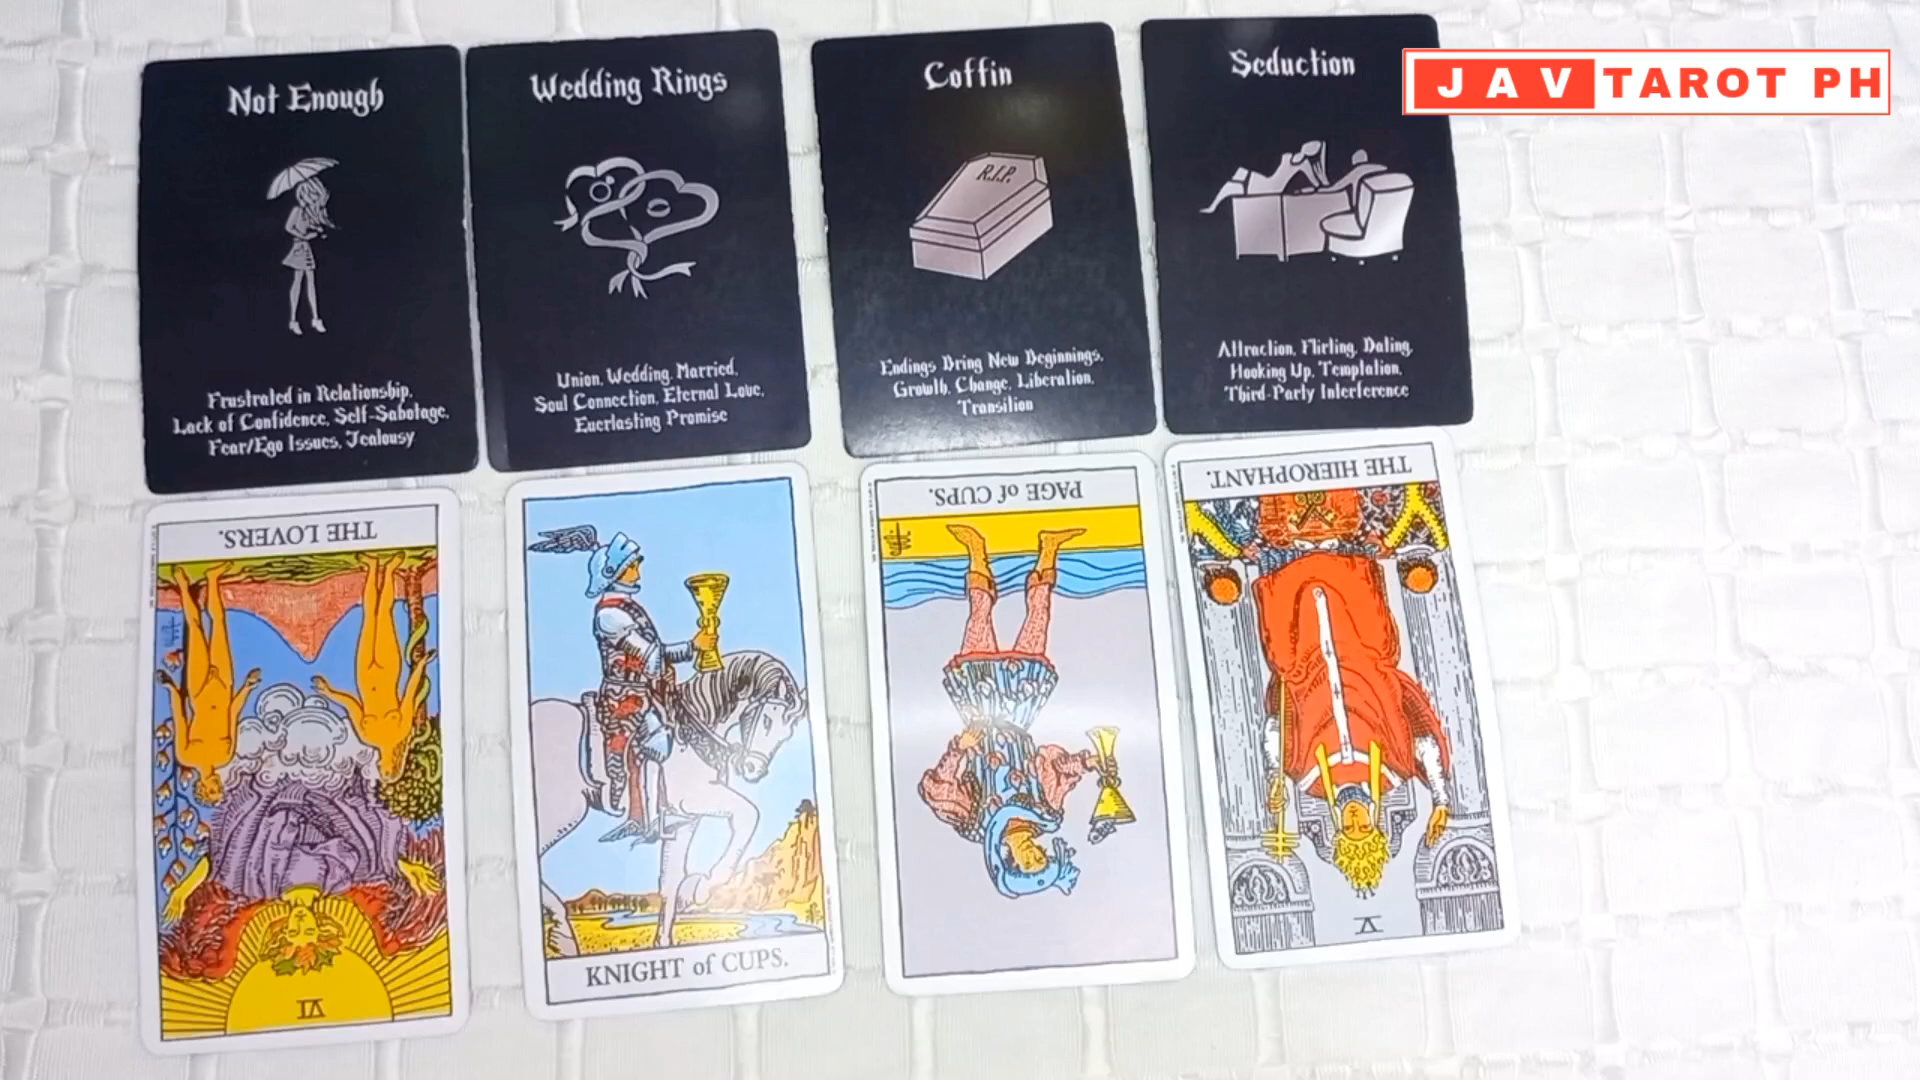 JAV TAROT PH
Not Enough
Frustrated in Relationship,
Lack of Confidence, Self-Sabotage,
Fear/Ego Issues, Jealousy
Wedding Rings
Union, Wedding, Married,
Soul Connection, Eternal Love,
Everlasting Promise
Coffin
R.I.P.
Endings Bring New Beginnings,
Growth, Change, Liberation,
Transition
Seduction
Attraction, Flirting, Dating,
Hooking Up, Temptation,
Third-Party Interference
THE LOVERS.
VI
KNIGHT of CUPS.
PAGE of CUPS.
THE HIEROPHANT.
V